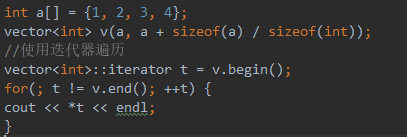 int a[] = {1, 2, 3, 4};
vector<int> v(a, a + sizeof(a) / sizeof(int));
//使用迭代器遍历
vector<int>::iterator t = v.begin();
for(; t != v.end(); ++t) {
cout << *t << endl;
}